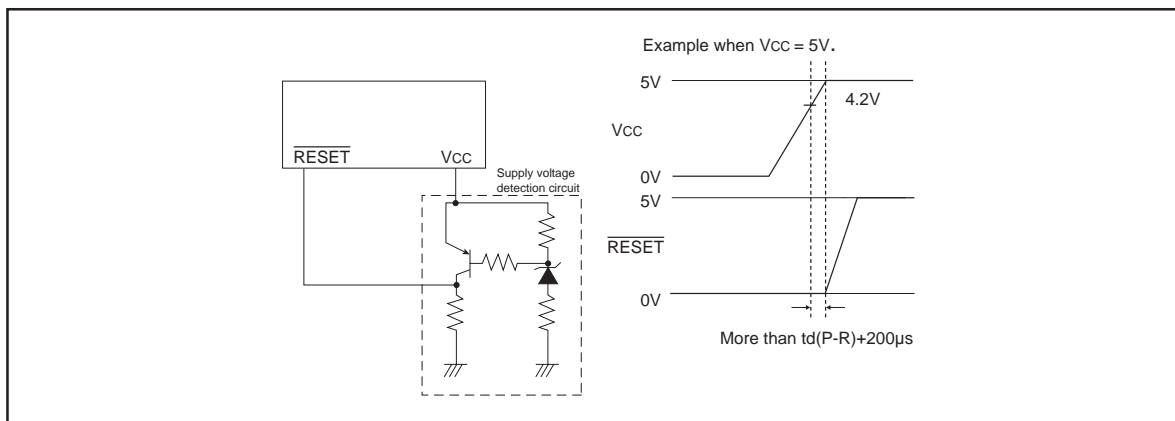 RESET
VCC
Supply voltage
detection circuit
Example when VCC = 5V.
5V
4.2V
VCC
0V
5V
RESET
0V
More than td(P-R)+200µs